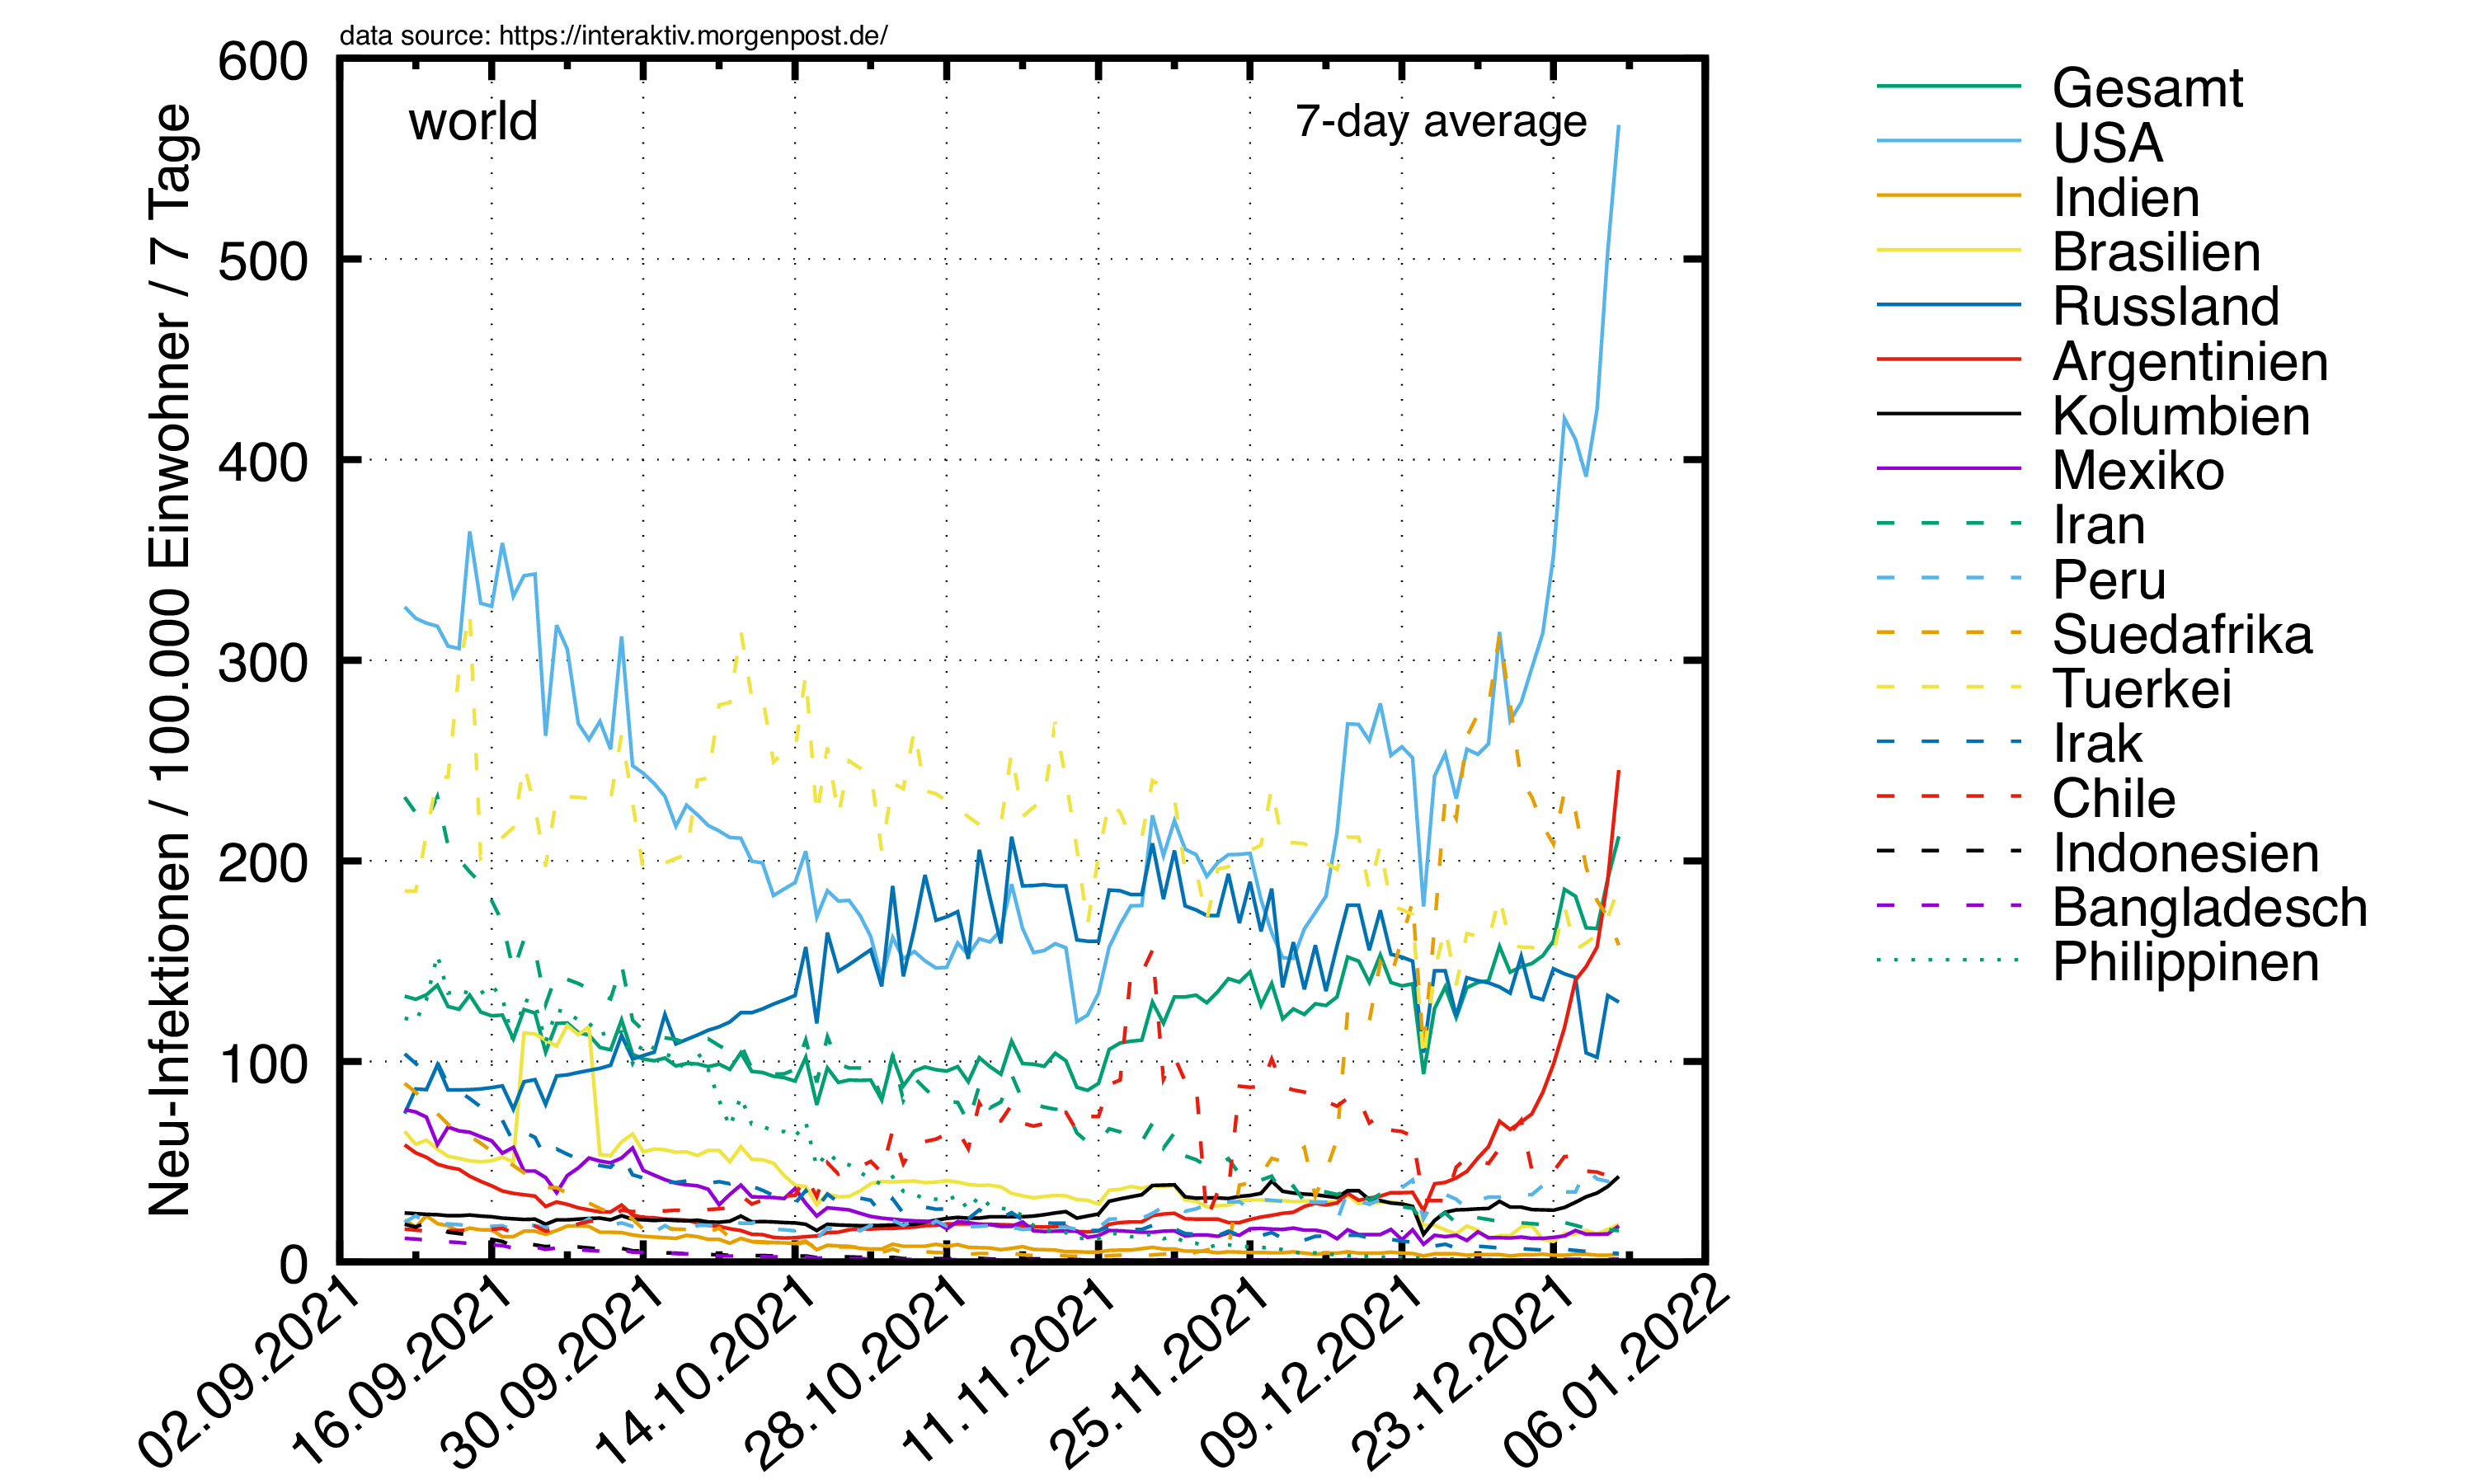 data source: https://interaktiv.morgenpost.de/
world
7-day average
Neu-Infektionen / 100.000 Einwohner / 7 Tage
600
500
400
300
200
100
0
02.09.2021
16.09.2021
30.09.2021
14.10.2021
28.10.2021
11.11.2021
25.11.2021
09.12.2021
23.12.2021
06.01.2022
Gesamt
USA
Indien
Brasilien
Russland
Argentinien
Kolumbien
Mexiko
Iran
Peru
Suedafrika
Tuerkei
Irak
Chile
Indonesien
Bangladesch
Philippinen